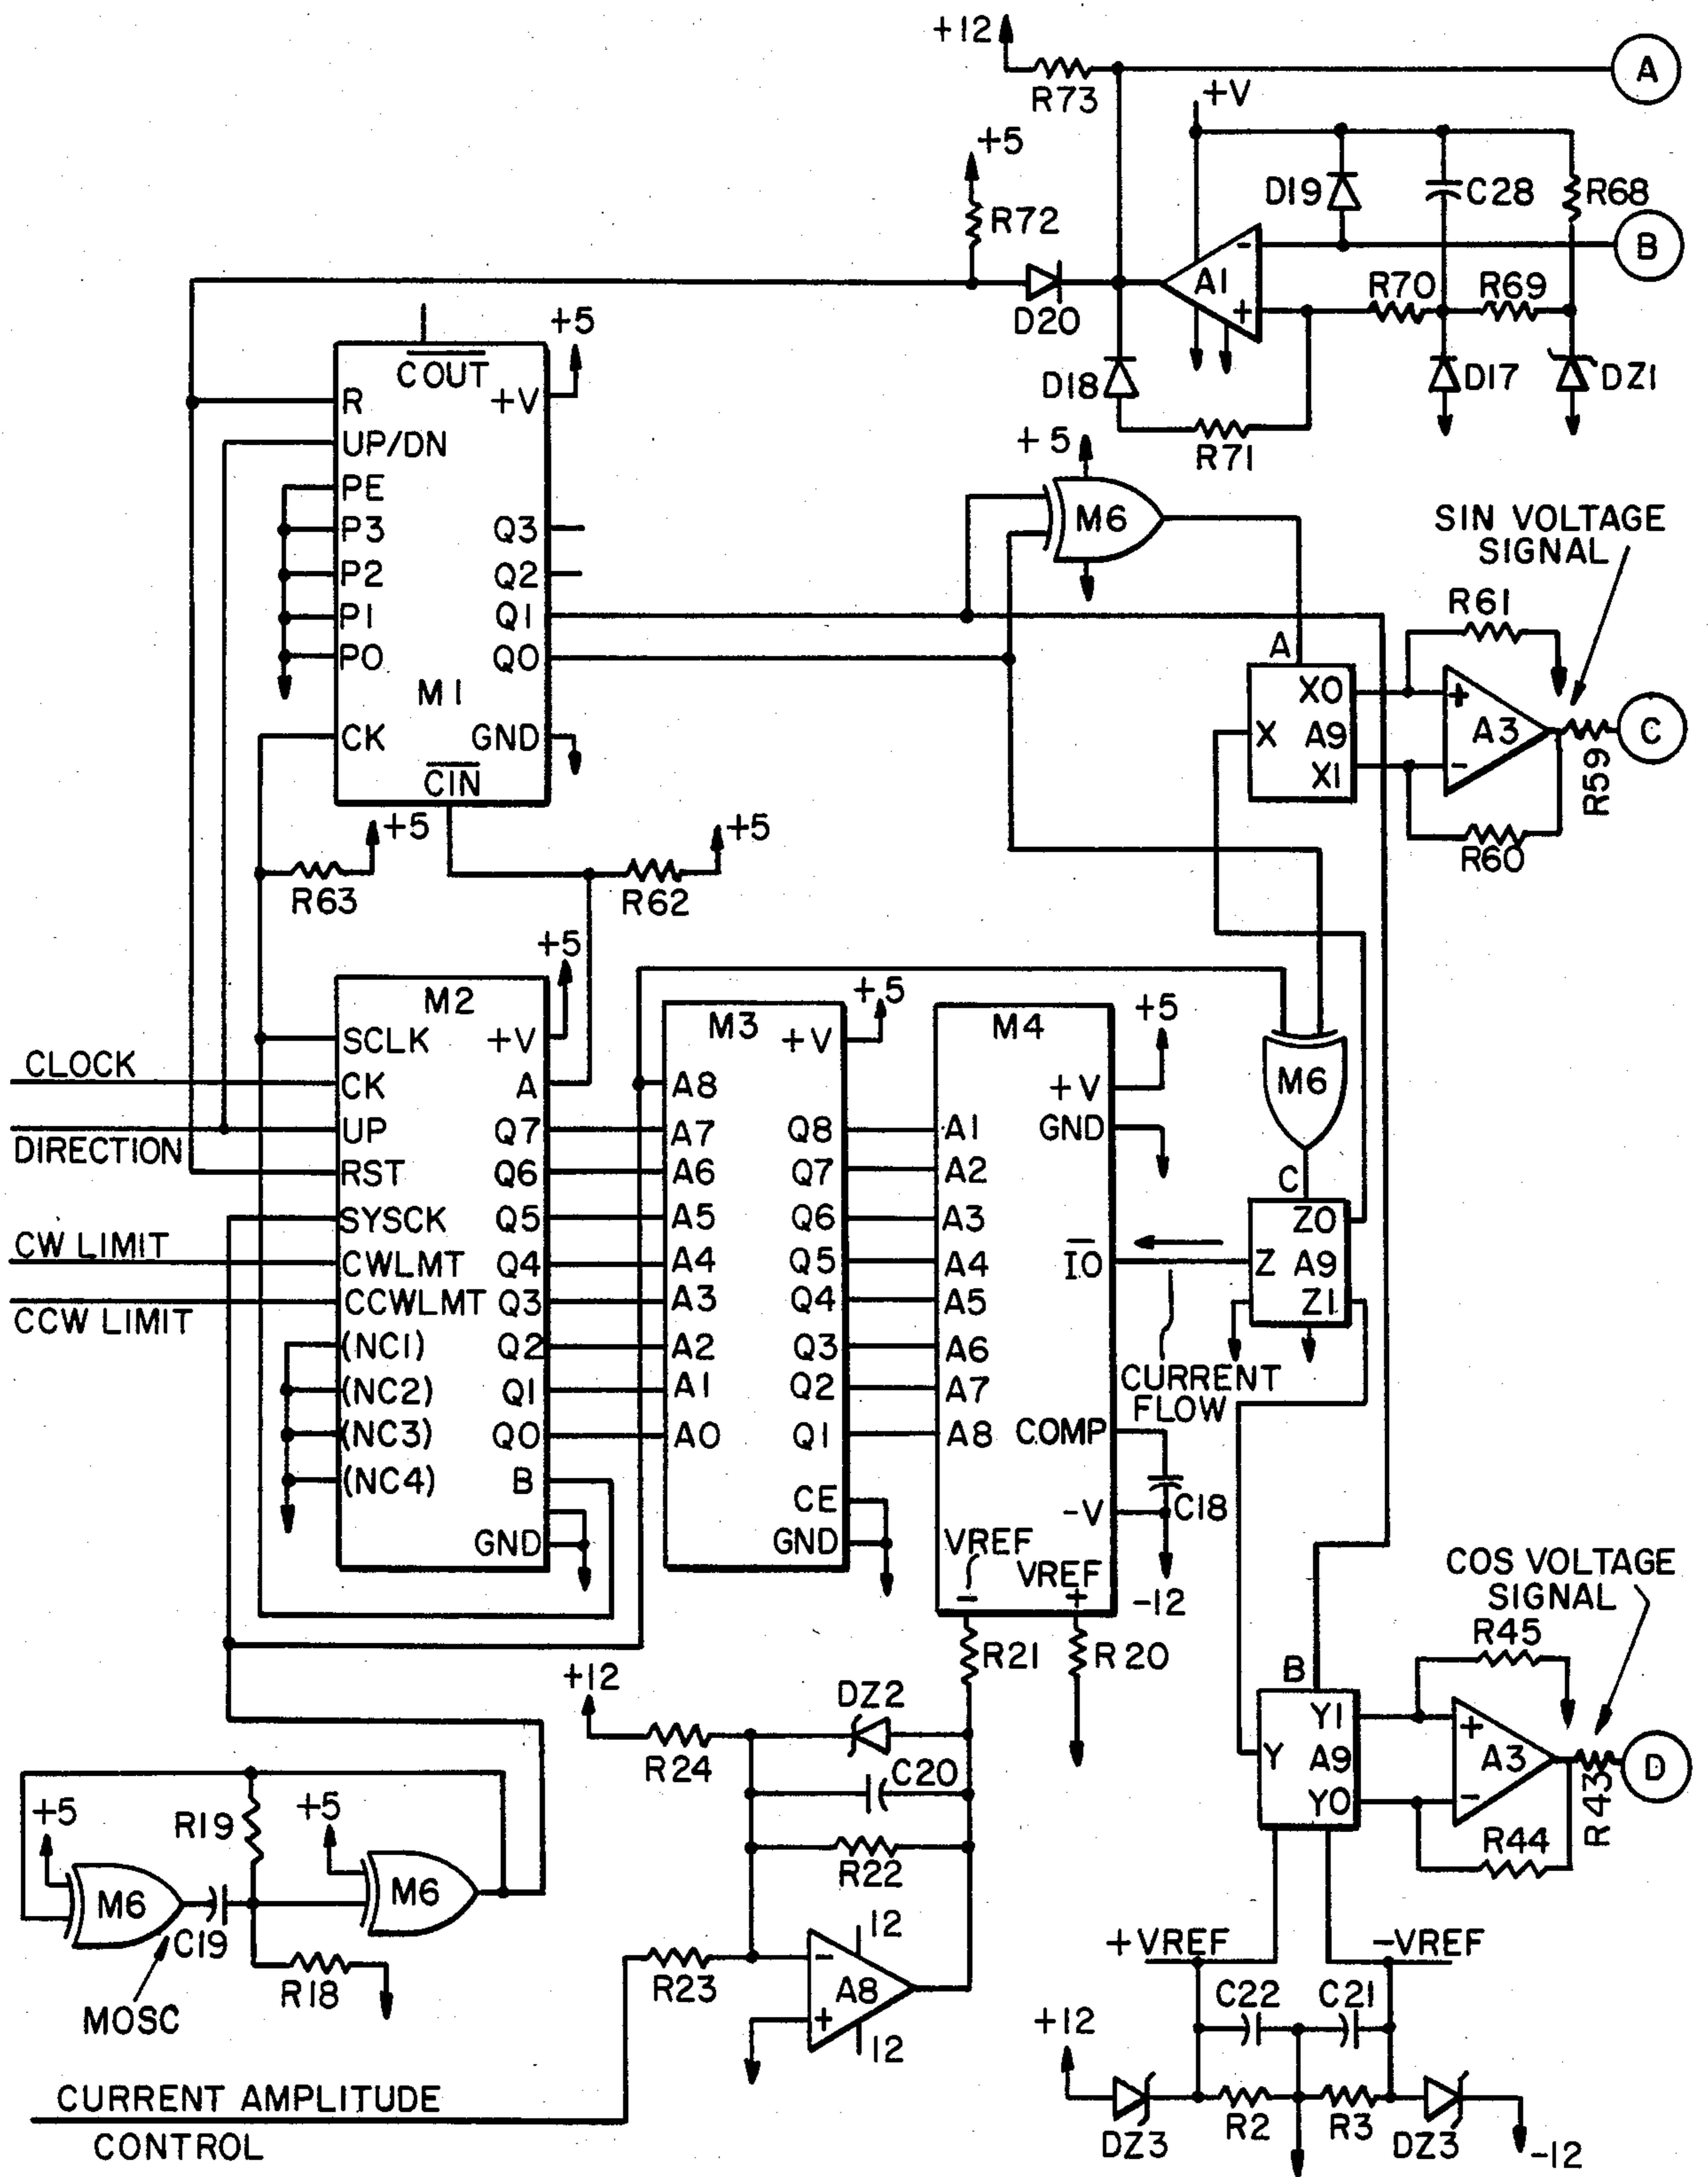 +12
R73
A
+V
+5
R72
D19
C28
R68
B
A1
-
+
R70
R69
D20
D18
D17
DZ1
R71
COUT
+5
R
+V
UP/DN
PE
P3
Q3
P2
Q2
P1
Q1
P0
Q0
M1
CK
GND
CIN
+5
M6
SIN VOLTAGE
SIGNAL
R61
A
X0
X
A9
X1
+
-
A3
R59
C
R60
+5
R63
+5
R62
+5
M2
SCLK
+V
CLOCK
CK
A
DIRECTION
UP
Q7
RST
Q6
SYSCK
Q5
CW LIMIT
CWLMT
Q4
CCW LIMIT
CCWLMT
Q3
(NC1)
Q2
(NC2)
Q1
(NC3)
Q0
(NC4)
B
GND
M3
+5
+V
A8
A7
Q8
A6
Q7
A5
Q6
A4
Q5
A3
Q4
A2
Q3
A1
Q2
A0
Q1
CE
GND
M4
+5
+V
GND
A1
A2
A3
A4
IO
A5
A6
A7
A8
COMP
C18
-V
VREF
-
VREF
+
-12
M6
C
Z0
Z
A9
Z1
CURRENT
FLOW
COS VOLTAGE
SIGNAL
R45
R21
R20
+12
DZ2
R24
C20
R22
B
Y1
Y
A9
Y0
+
-
A3
R43
D
R44
+5
R19
+5
M6
M6
C19
R18
MOSC
R23
-
+
12
A8
12
+VREF
-VREF
C22
C21
+12
DZ3
R2
R3
DZ3
-12
CURRENT AMPLITUDE
CONTROL